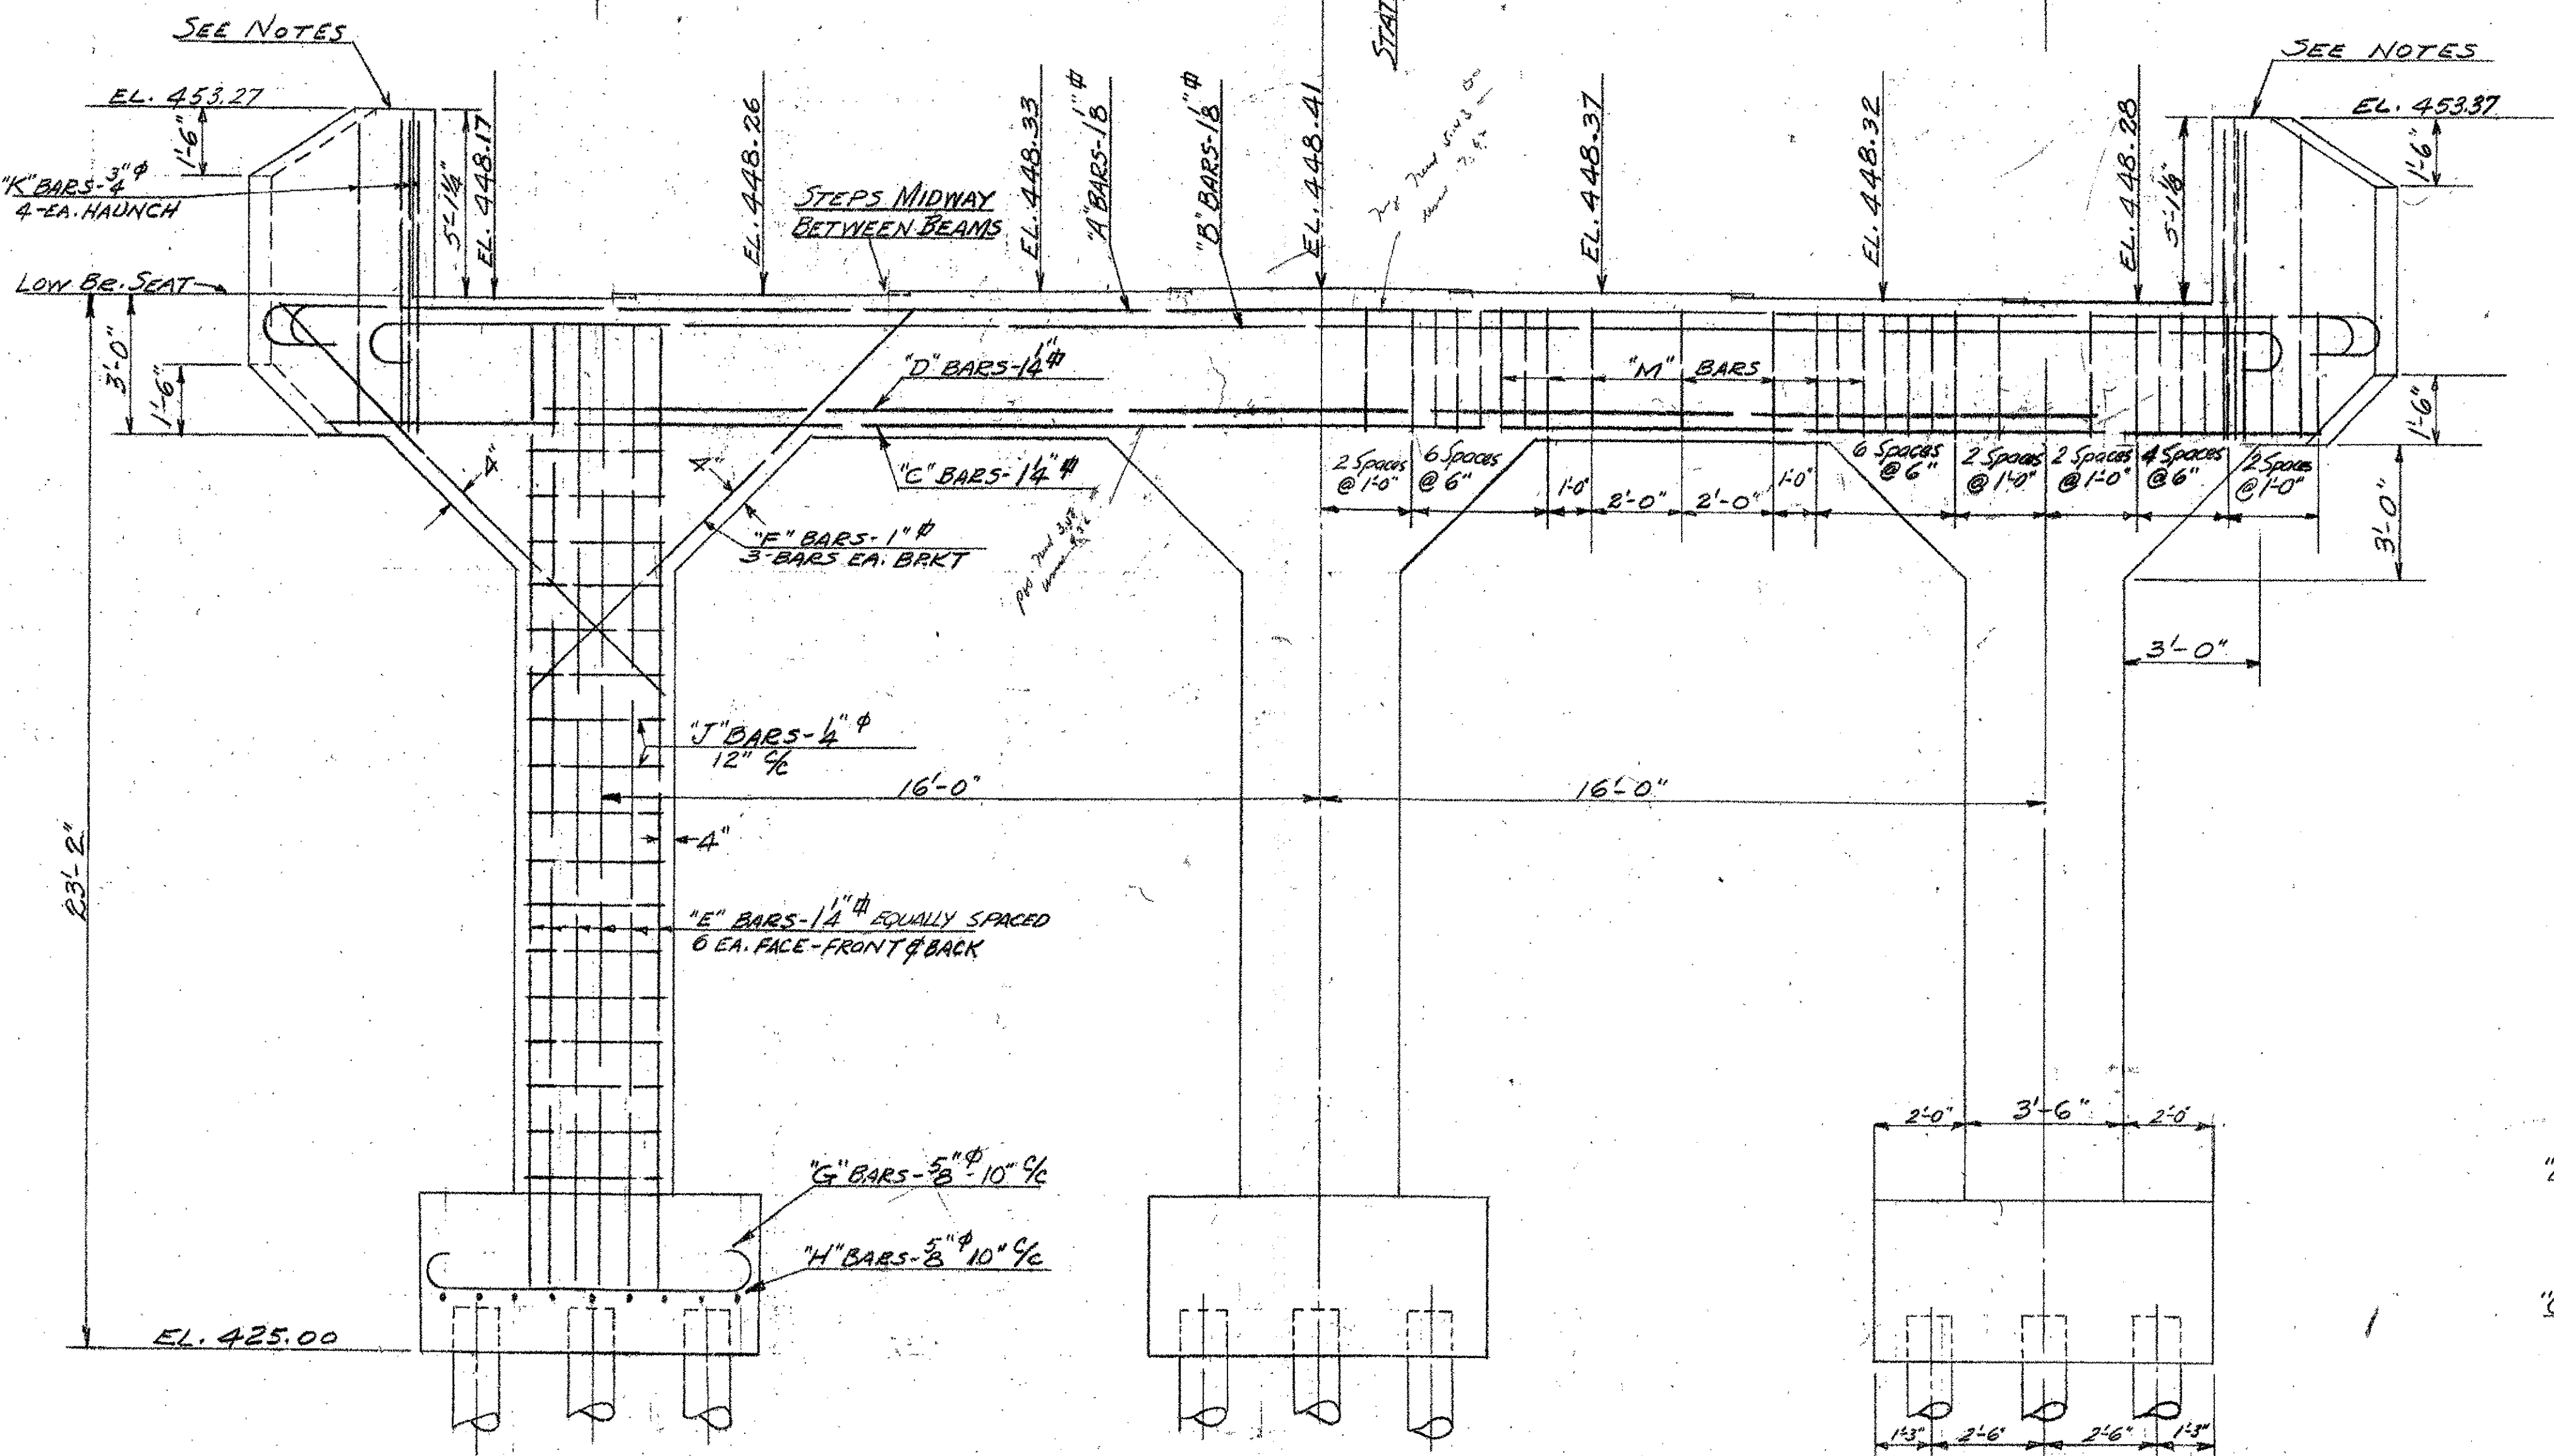 SEE NOTES
EL. 453.27
1'-6"
"K" BARS-3/4" φ
4-EA. HAUNCH
5'-1 1/4"
EL. 448.17
EL. 448.26
STEPS MIDWAY
BETWEEN BEAMS
EL. 448.33
"A" BARS-1 1/8" ⌽
"B" BARS-1 1/8" ⌽
EL. 448.41
STAT
EL. 448.37
EL. 448.32
EL. 448.28
5'-1 1/8"
SEE NOTES
EL. 453.37
1'-6"
LOW BR. SEAT
3'-0"
1'-6"
"D" BARS-1 1/4" ⌽
"M" BARS
1'-6"
4"
4"
"C" BARS-1 1/4" ⌽
2 Spaces
@ 1'-0"
6 Spaces
@ 6"
1'-0"
2'-0"
2'-0"
1'-0"
6 Spaces
@ 6"
2 Spaces
@ 1'-0"
2 Spaces
@ 1'-0"
4 Spaces
@ 6"
2 Spaces
@ 1'-0"
3'-0"
"F" BARS-1" ⌽
3-BARS EA. BRKT
3'-0"
"J" BARS-1/4" φ
12" c/c
16'-0"
16'-0"
4"
23'-2"
"E" BARS-1 1/4" ⌽ EQUALLY SPACED
6 EA. FACE-FRONT & BACK
2'-0"
3'-6"
2'-0"
"G" BARS-5/8" φ-10" c/c
"H" BARS-5/8" φ 10" c/c
EL. 425.00
1'-3"
2'-6"
2'-6"
1'-3"